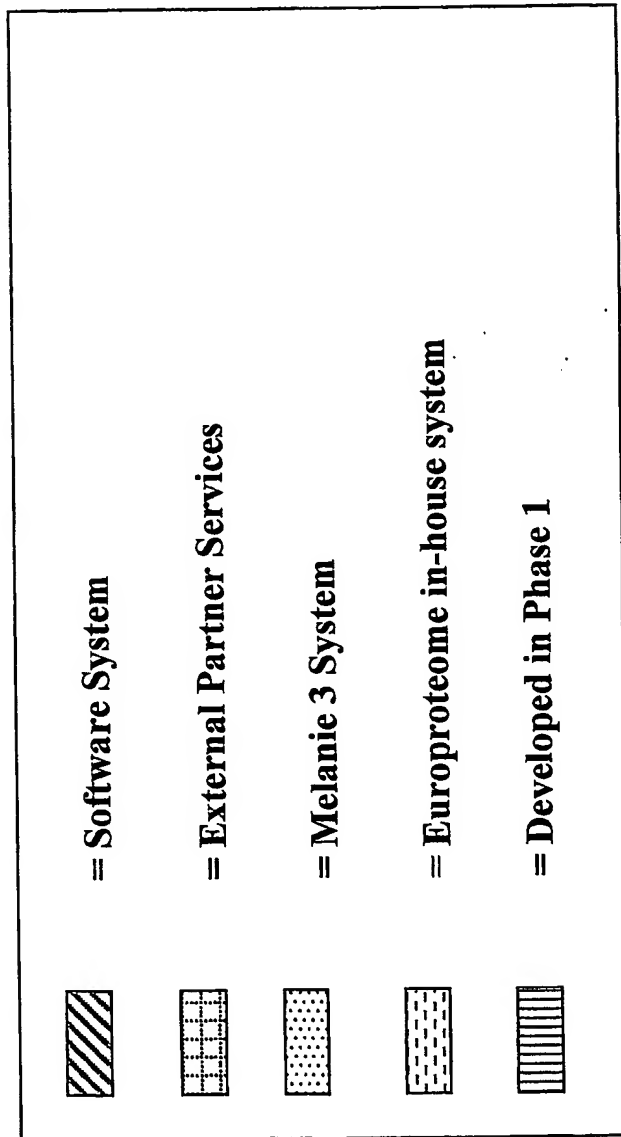 = Software System
= External Partner Services
= Melanie 3 System
= Europroteome in-house system
= Developed in Phase 1